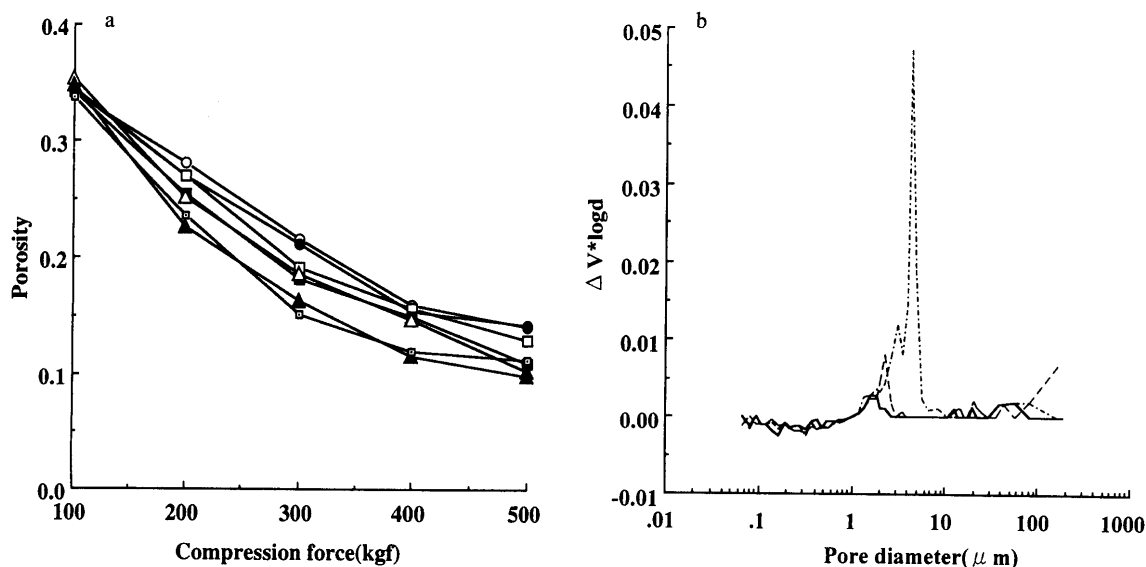 a
0.4
0.3
0.2
0.1
0.0
Porosity
100 200 300 400 500
Compression force(kgf)
b
0.05
0.04
0.03
0.02
0.01
0.00
-0.01
△ V*logd
.01 .1 1 10 100 1000
Pore diameter( μ m)